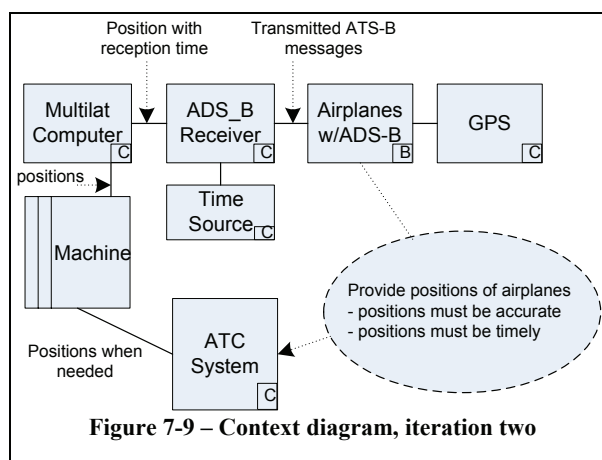 Position with
reception time
Transmitted ATS-B
messages
Multilat
Computer
C
ADS_B
Receiver
C
Airplanes
w/ADS-B
B
GPS
C
positions
Time
Source
C
Machine
Provide positions of airplanes
- positions must be accurate
- positions must be timely
Positions when
needed
ATC
System
C
Figure 7-9 – Context diagram, iteration two